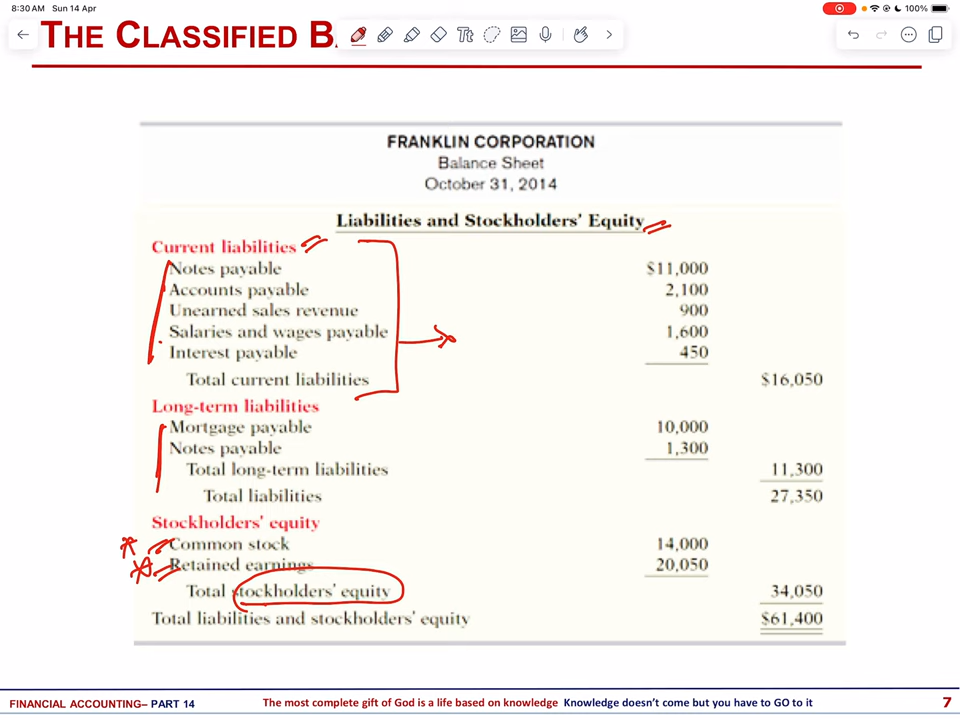 8:30 AM Sun 14 Apr
100%
THE CLASSIFIED
Tt
FRANKLIN CORPORATION
Balance Sheet
October 31, 2014
Liabilities and Stockholders' Equity
Current liabilities
Notes payable $11,000
Accounts payable 2,100
Unearned sales revenue 900
Salaries and wages payable 1,600
Interest payable 450
Total current liabilities $16,050
Long-term liabilities
Mortgage payable 10,000
Notes payable 1,300
Total long-term liabilities 11,300
Total liabilities 27,350
Stockholders' equity
Common stock 14,000
Retained earnings 20,050
Total stockholders' equity 34,050
Total liabilities and stockholders' equity $61,400
FINANCIAL ACCOUNTING– PART 14 The most complete gift of God is a life based on knowledge Knowledge doesn't come but you have to GO to it 7